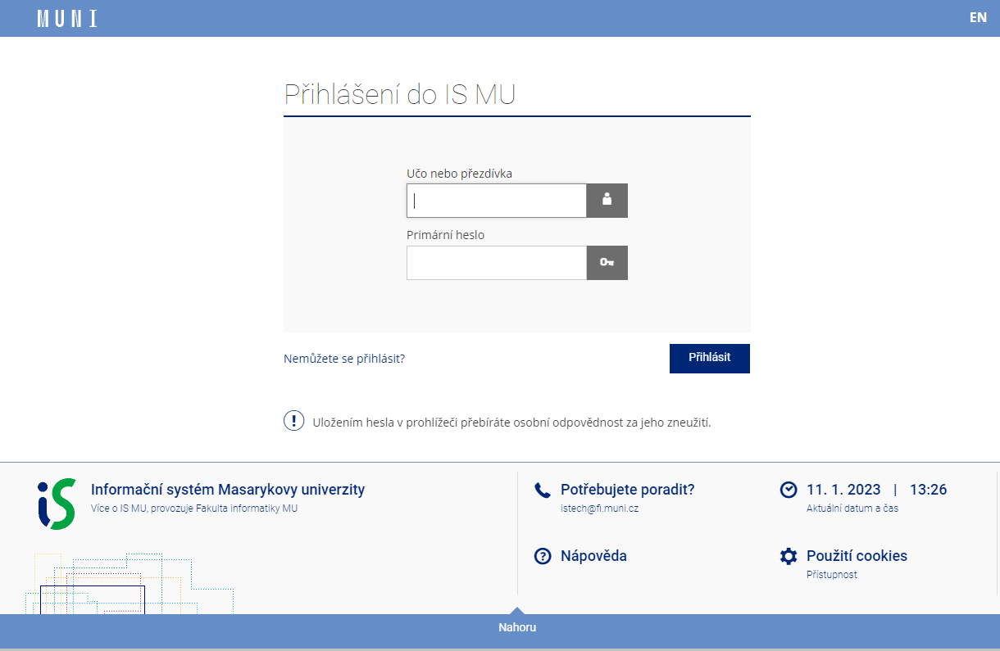 MUNI
EN
Přihlášení do IS MU
Učo nebo přezdívka
Primární heslo
Nemůžete se přihlásit?
Přihlásit
! Uložením hesla v prohlížeči přebíráte osobní odpovědnost za jeho zneužití.
iS
Informační systém Masarykovy univerzity
Více o IS MU, provozuje Fakulta informatiky MU
Potřebujete poradit?
istech@fi.muni.cz
11. 1. 2023 | 13:26
Aktuální datum a čas
? Nápověda
Použití cookies
Přístupnost
Nahoru